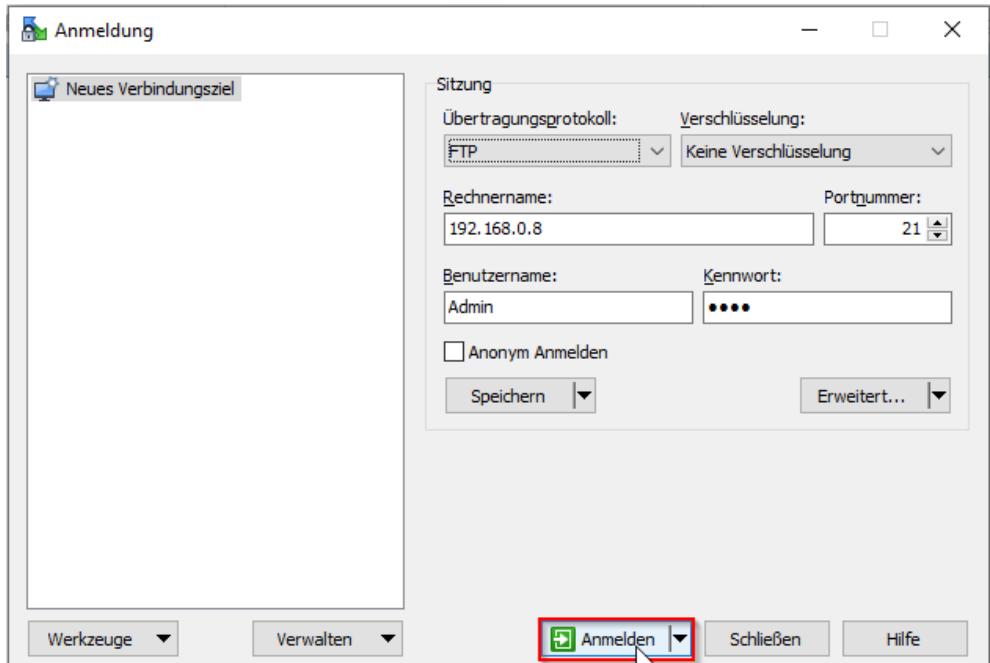 Anmeldung
Neues Verbindungsziel
Sitzung
Übertragungsprotokoll: Verschlüsselung:
FTP Keine Verschlüsselung
Rechnername: Portnummer:
192.168.0.8 21
Benutzername: Kennwort:
Admin ••••
Anonym Anmelden
Speichern Erweitert...
Werkzeuge Verwalten Anmelden Schließen Hilfe